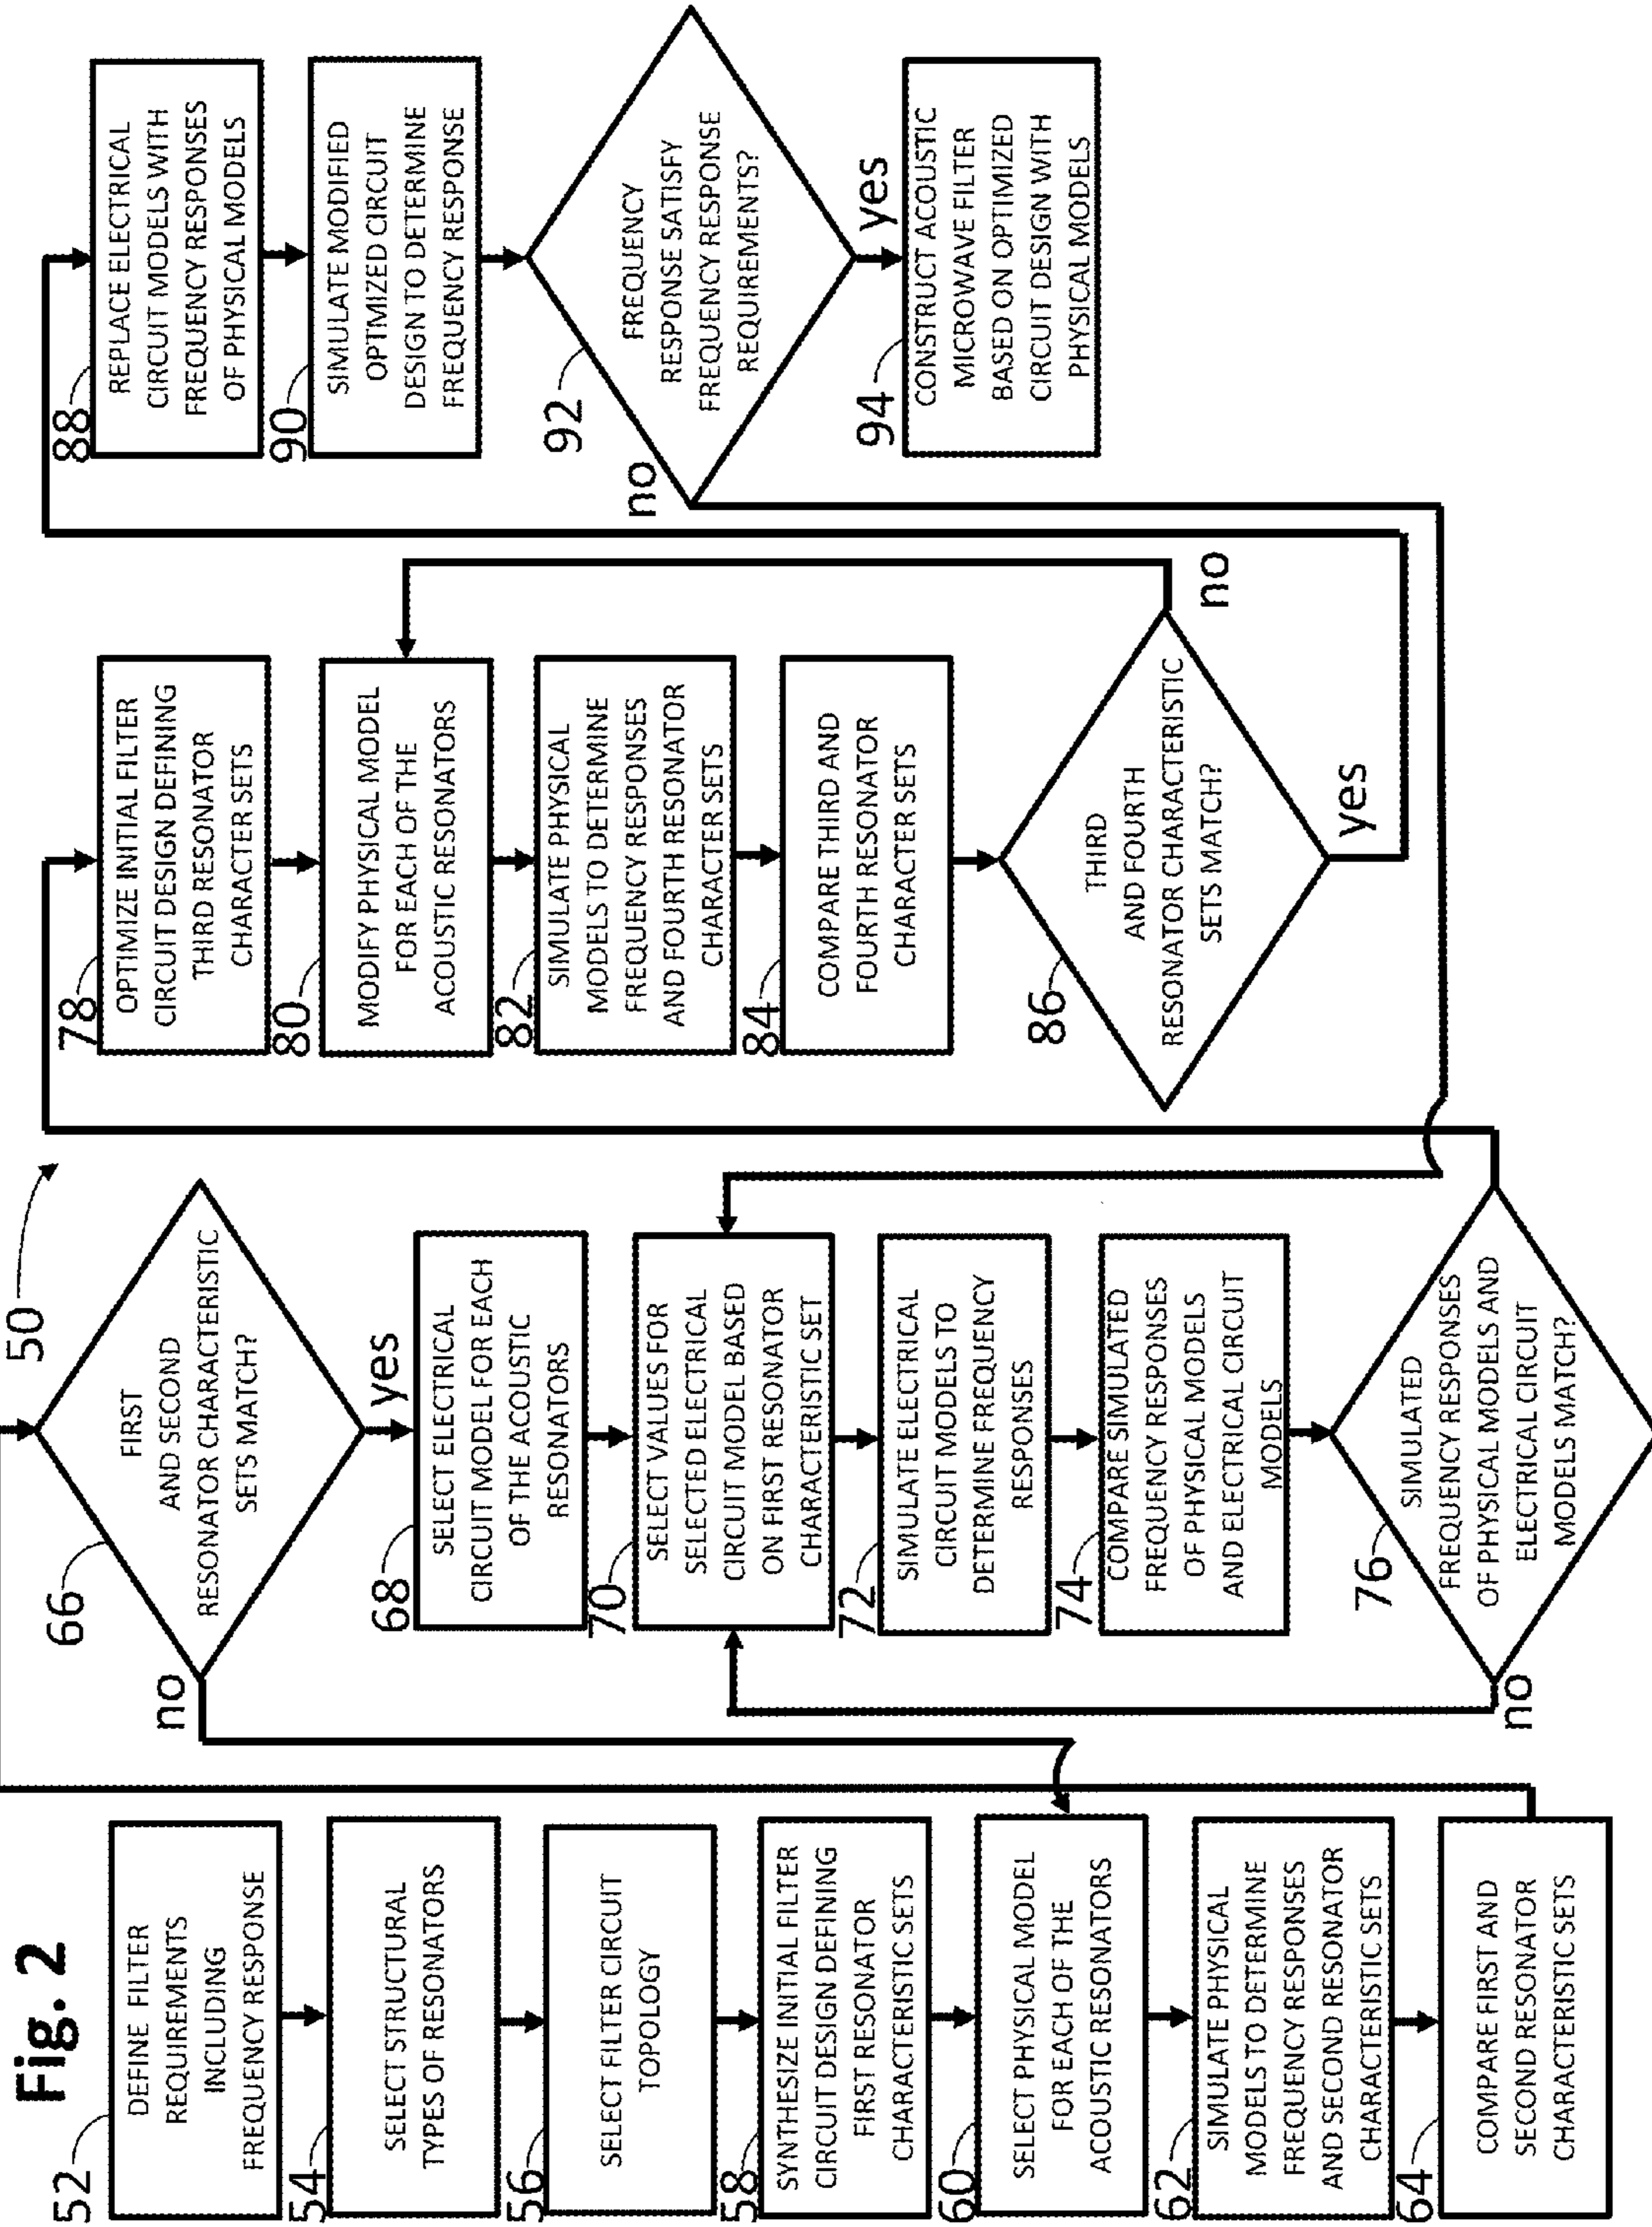 Fig. 2
50
52
DEFINE FILTER
REQUIREMENTS
INCLUDING
FREQUENCY RESPONSE
54
SELECT STRUCTURAL
TYPES OF RESONATORS
56
SELECT FILTER CIRCUIT
TOPOLOGY
58
SYNTHESIZE INITIAL FILTER
CIRCUIT DESIGN DEFINING
FIRST RESONATOR
CHARACTERISTIC SETS
60
SELECT PHYSICAL MODEL
FOR EACH OF THE
ACOUSTIC RESONATORS
62
SIMULATE PHYSICAL
MODELS TO DETERMINE
FREQUENCY RESPONSES
AND SECOND RESONATOR
CHARACTERISTIC SETS
64
COMPARE FIRST AND
SECOND RESONATOR
CHARACTERISTIC SETS
66
no
FIRST
AND SECOND
RESONATOR CHARACTERISTIC
SETS MATCH?
yes
68
SELECT ELECTRICAL
CIRCUIT MODEL FOR EACH
OF THE ACOUSTIC
RESONATORS
70
SELECT VALUES FOR
SELECTED ELECTRICAL
CIRCUIT MODEL BASED
ON FIRST RESONATOR
CHARACTERISTIC SET
72
SIMULATE ELECTRICAL
CIRCUIT MODELS TO
DETERMINE FREQUENCY
RESPONSES
74
COMPARE SIMULATED
FREQUENCY RESPONSES
OF PHYSICAL MODELS
AND ELECTRICAL CIRCUIT
MODELS
76
SIMULATED
FREQUENCY RESPONSES
OF PHYSICAL MODELS AND
ELECTRICAL CIRCUIT
MODELS MATCH?
no
78
OPTIMIZE INITIAL FILTER
CIRCUIT DESIGN DEFINING
THIRD RESONATOR
CHARACTER SETS
80
MODIFY PHYSICAL MODEL
FOR EACH OF THE
ACOUSTIC RESONATORS
82
SIMULATE PHYSICAL
MODELS TO DETERMINE
FREQUENCY RESPONSES
AND FOURTH RESONATOR
CHARACTER SETS
84
COMPARE THIRD AND
FOURTH RESONATOR
CHARACTER SETS
86
THIRD
AND FOURTH
RESONATOR CHARACTERISTIC
SETS MATCH?
no
yes
88
REPLACE ELECTRICAL
CIRCUIT MODELS WITH
FREQUENCY RESPONSES
OF PHYSICAL MODELS
90
SIMULATE MODIFIED
OPTMIZED CIRCUIT
DESIGN TO DETERMINE
FREQUENCY RESPONSE
92
no
FREQUENCY
RESPONSE SATISFY
FREQUENCY RESPONSE
REQUIREMENTS?
yes
94
CONSTRUCT ACOUSTIC
MICROWAVE FILTER
BASED ON OPTIMIZED
CIRCUIT DESIGN WITH
PHYSICAL MODELS